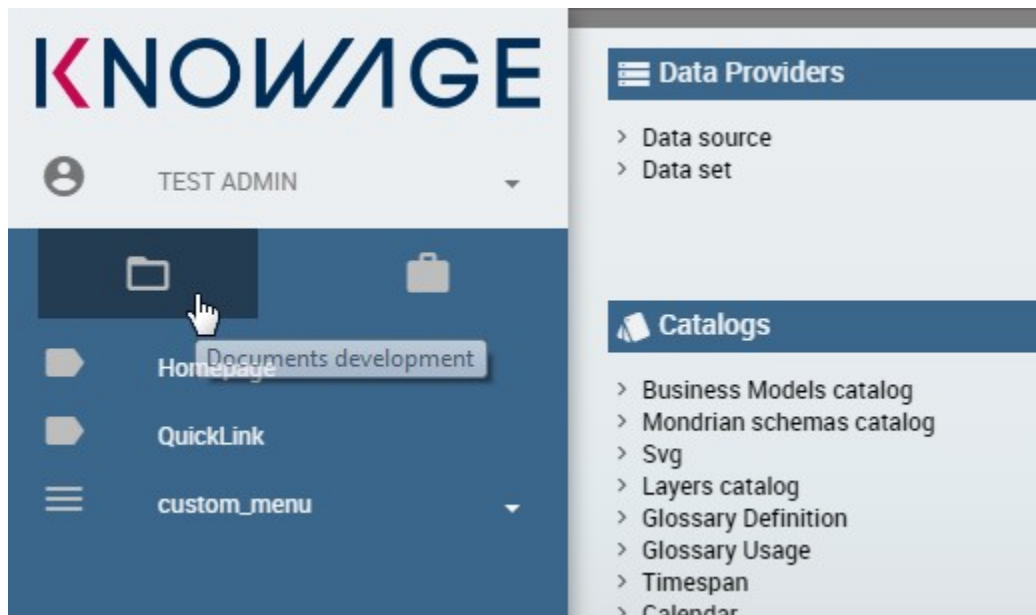 KNOWAGE
TEST ADMIN
Documents development
Homepage
QuickLink
custom_menu
Data Providers
Data source
Data set
Catalogs
Business Models catalog
Mondrian schemas catalog
Svg
Layers catalog
Glossary Definition
Glossary Usage
Timespan
Calendar